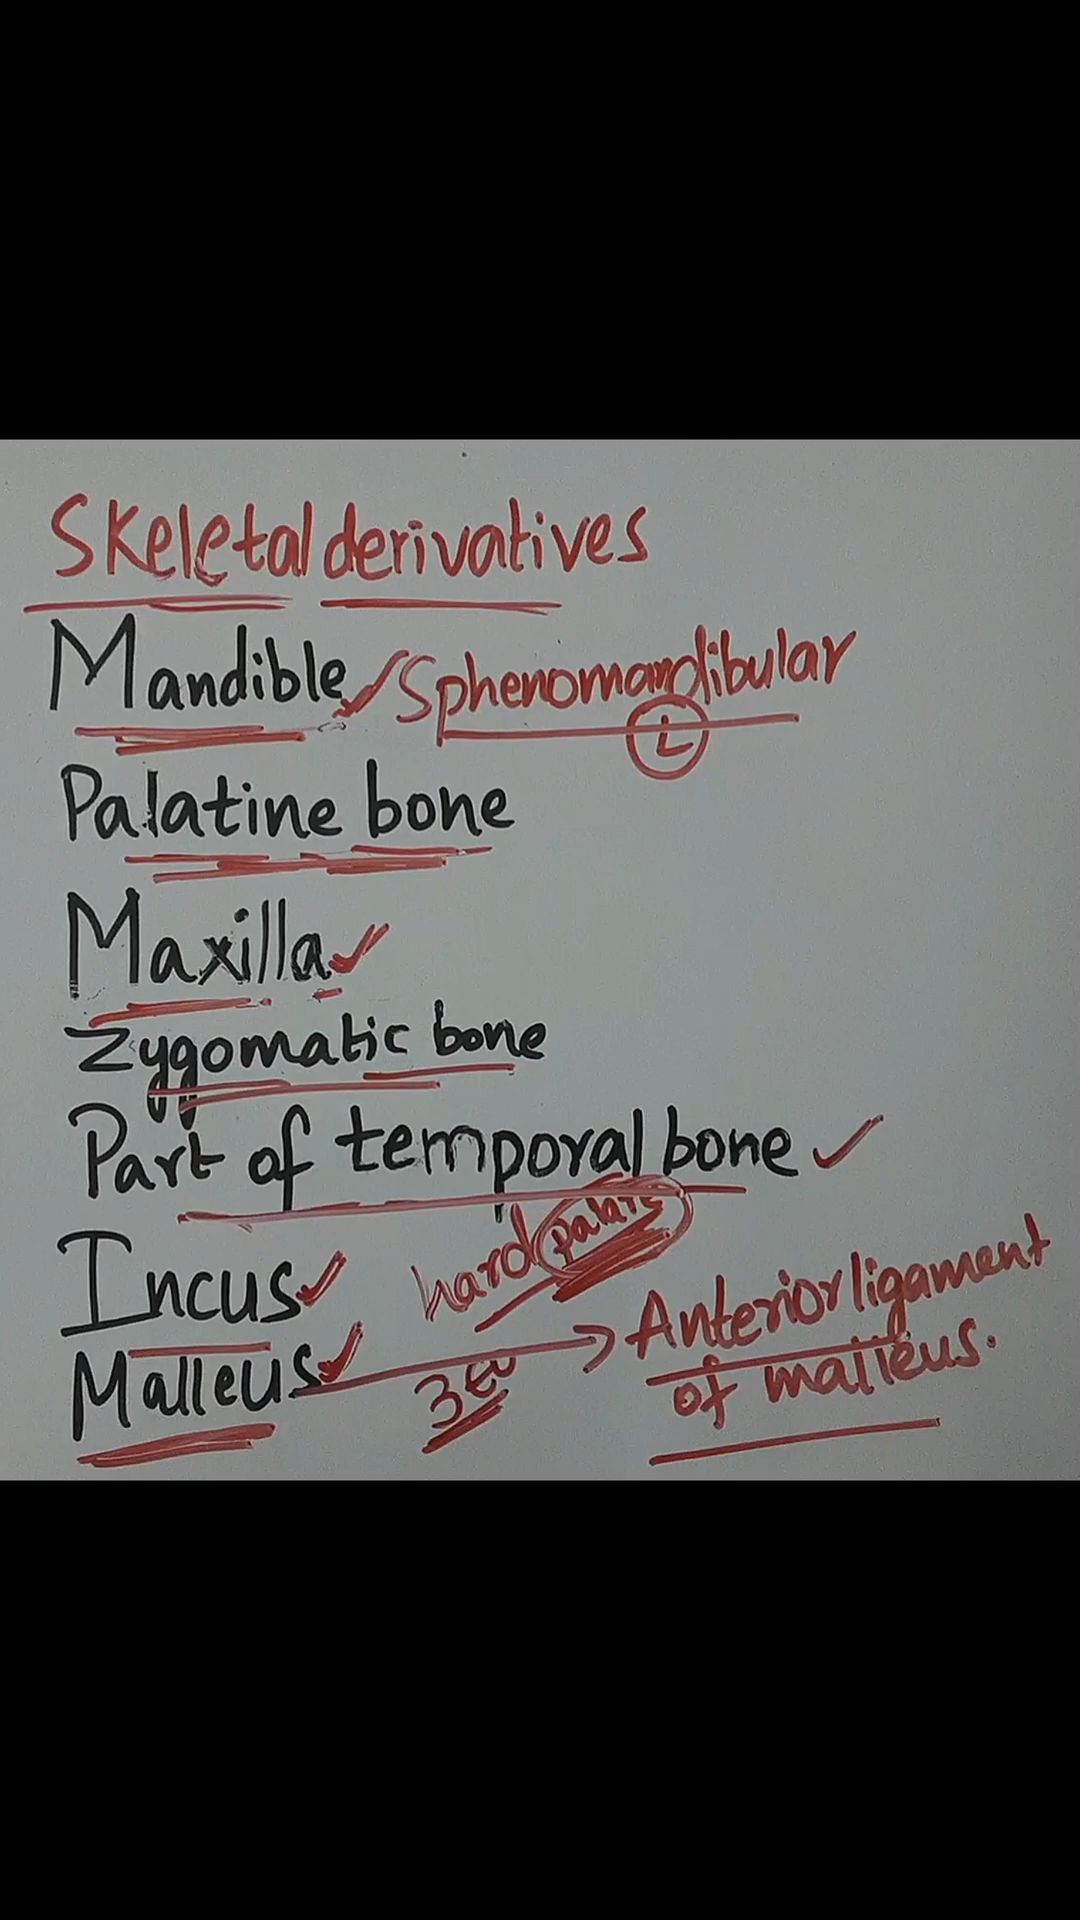 Skeletal derivatives
Mandible Sphenomandibular
L
Palatine bone
Maxilla
Zygomatic bone
Part of temporal bone
hard palate
Incus
Anterior ligament
Malleus
of malleus.